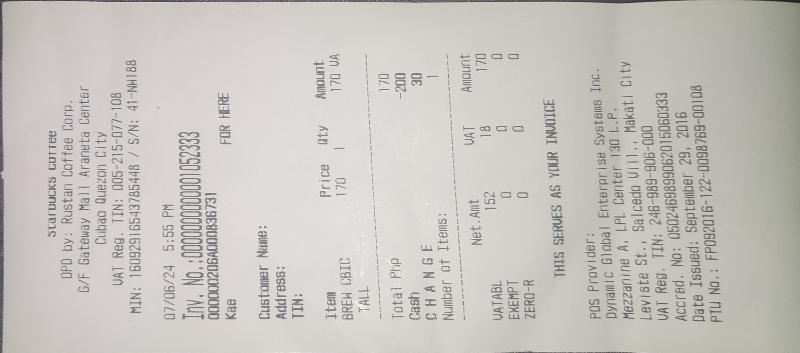 Starbucks Coffee
OPD by: Rustan Coffee Corp.
G/F Gateway Mall Araneta Center
Cubao Quezon City
VAT Reg. TIN: 005-215-077-108
MIN: 16092916543785448 / S/N: 41-NW188
07/06/24 5:55 PM
Inv. No.:00000000000001052333
0000000206A0000836731
Kae FOR HERE
Customer Name:
Address:
TIN:
Item Price Qty Amount
BREW CBIC 170 1 170 VA
TALL
Total Php 170
Cash -200
C H A N G E 30
Number of Items: 1
Net.Amt VAT Amount
VATABL 152 18 170
EXEMPT 0 0 0
ZERO-R 0 0 0
THIS SERVES AS YOUR INVOICE
POS Provider:
Dynamic Global Enterprise Systems Inc.
Mezzanine A, LPL Center 130 L.P.
Leviste St., Salcedo Vill., Makati City
VAT Reg. TIN: 246-989-906-000
Accred. No: 0502469899062015060333
Date Issued: September 29, 2016
PTU No.: FP092016-122-0098769-00108